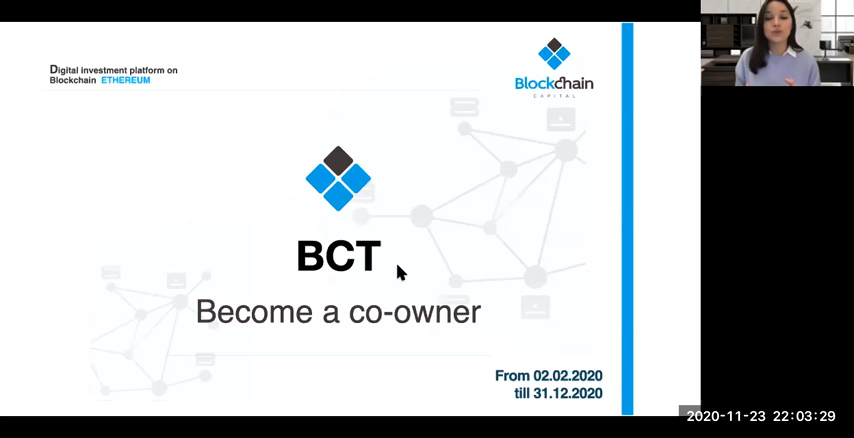 Digital investment platform on
Blockchain ETHEREUM
Blockchain
CAPITAL
BCT
Become a co-owner
From 02.02.2020
till 31.12.2020
2020-11-23 22:03:29